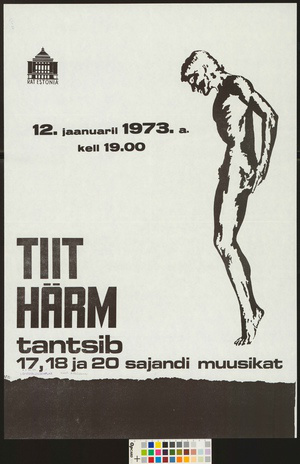 RAT ESTONIA
12. jaanuaril 1973. a.
kell 19.00
TIIT
HÄRM
tantsib
17, 18 ja 20 sajandi muusikat